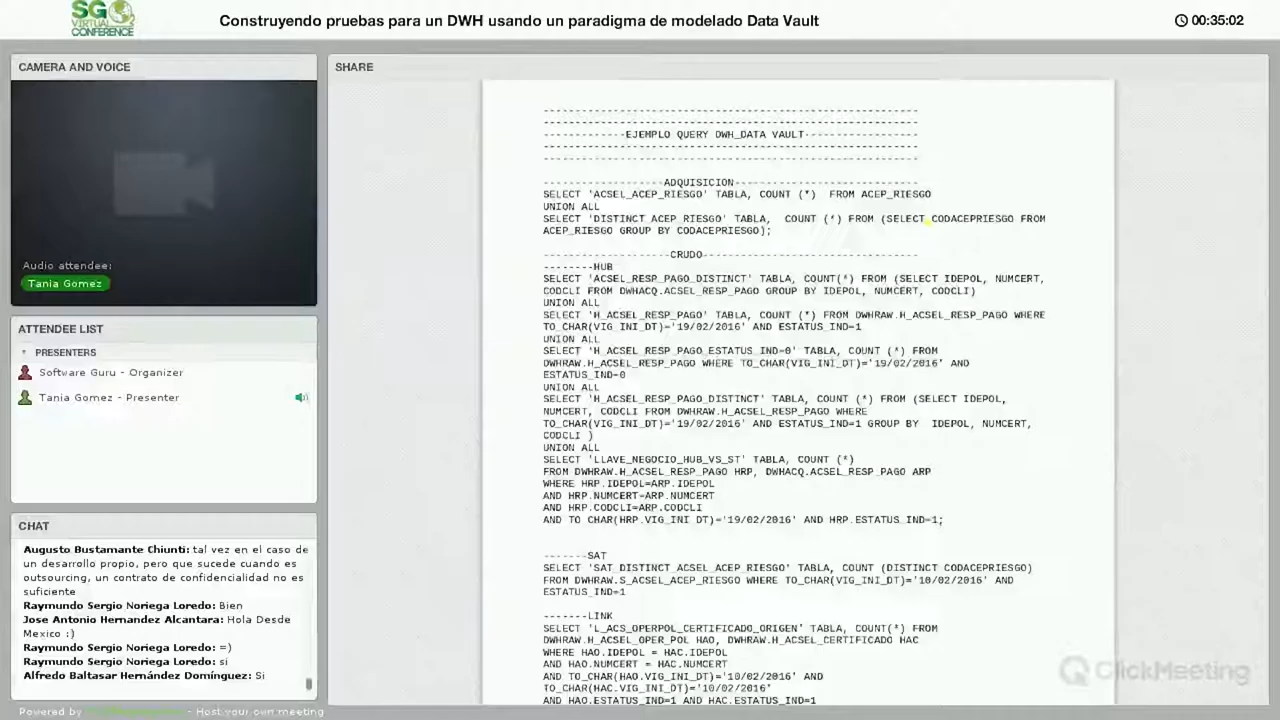 SG
VIRTUAL
CONFERENCE
Construyendo pruebas para un DWH usando un paradigma de modelado Data Vault
00:35:02
CAMERA AND VOICE
Audio attendee:
Tania Gomez
ATTENDEE LIST
PRESENTERS
Software Guru - Organizer
Tania Gomez - Presenter
CHAT
Augusto Bustamante Chiunti: tal vez en el caso de
un desarrollo propio, pero que sucede cuando es
outsourcing, un contrato de confidencialidad no es
suficiente
Raymundo Sergio Noriega Loredo: Bien
Jose Antonio Hernandez Alcantara: Hola Desde
Mexico :)
Raymundo Sergio Noriega Loredo: =)
Raymundo Sergio Noriega Loredo: si
Alfredo Baltasar Hernández Domínguez: Si
Powered by
- Host your own meeting
SHARE
-----------------------------------------------------
-----------------------------------------------------
------------EJEMPLO QUERY DWH_DATA VAULT----------------
-----------------------------------------------------
-----------------------------------------------------
------------------ADQUISICION---------------------------
SELECT 'ACSEL_ACEP_RIESGO' TABLA, COUNT (*)  FROM ACEP_RIESGO
UNION ALL
SELECT 'DISTINCT_ACEP_RIESGO' TABLA,  COUNT (*) FROM (SELECT CODACEPRIESGO FROM
ACEP_RIESGO GROUP BY CODACEPRIESGO);
-------------------CRUDO--------------------------------
-------HUB
SELECT 'ACSEL_RESP_PAGO_DISTINCT' TABLA, COUNT(*) FROM (SELECT IDEPOL, NUMCERT,
CODCLI FROM DWHACQ.ACSEL_RESP_PAGO GROUP BY IDEPOL, NUMCERT, CODCLI)
UNION ALL
SELECT 'H_ACSEL_RESP_PAGO' TABLA, COUNT (*) FROM DWHRAW.H_ACSEL_RESP_PAGO WHERE
TO_CHAR(VIG_INI_DT)='19/02/2016' AND ESTATUS_IND=1
UNION ALL
SELECT 'H_ACSEL_RESP_PAGO_ESTATUS_IND=0' TABLA, COUNT (*) FROM
DWHRAW.H_ACSEL_RESP_PAGO WHERE TO_CHAR(VIG_INI_DT)='19/02/2016' AND
ESTATUS_IND=0
UNION ALL
SELECT 'H_ACSEL_RESP_PAGO_DISTINCT' TABLA, COUNT (*) FROM (SELECT IDEPOL,
NUMCERT, CODCLI FROM DWHRAW.H_ACSEL_RESP_PAGO WHERE
TO_CHAR(VIG_INI_DT)='19/02/2016' AND ESTATUS_IND=1 GROUP BY  IDEPOL, NUMCERT,
CODCLI )
UNION ALL
SELECT 'LLAVE_NEGOCIO_HUB_VS_ST' TABLA, COUNT (*)
FROM DWHRAW.H_ACSEL_RESP_PAGO HRP, DWHACQ.ACSEL_RESP_PAGO ARP
WHERE HRP.IDEPOL=ARP.IDEPOL
AND HRP.NUMCERT=ARP.NUMCERT
AND HRP.CODCLI=ARP.CODCLI
AND TO_CHAR(HRP.VIG_INI_DT)='19/02/2016' AND HRP.ESTATUS_IND=1;
-------SAT
SELECT 'SAT_DISTINCT_ACSEL_ACEP_RIESGO' TABLA, COUNT (DISTINCT CODACEPRIESGO)
FROM DWHRAW.S_ACSEL_ACEP_RIESGO WHERE TO_CHAR(VIG_INI_DT)='10/02/2016' AND
ESTATUS_IND=1
-------LINK
SELECT 'L_ACS_OPERPOL_CERTIFICADO_ORIGEN' TABLA, COUNT(*) FROM
DWHRAW.H_ACSEL_OPER_POL HAO, DWHRAW.H_ACSEL_CERTIFICADO HAC
WHERE HAO.IDEPOL = HAC.IDEPOL
AND HAO.NUMCERT = HAC.NUMCERT
AND TO_CHAR(HAO.VIG_INI_DT)='10/02/2016' AND
TO_CHAR(HAC.VIG_INI_DT)='10/02/2016'
AND HAO.ESTATUS_IND=1 AND HAC.ESTATUS_IND=1
ClickMeeting